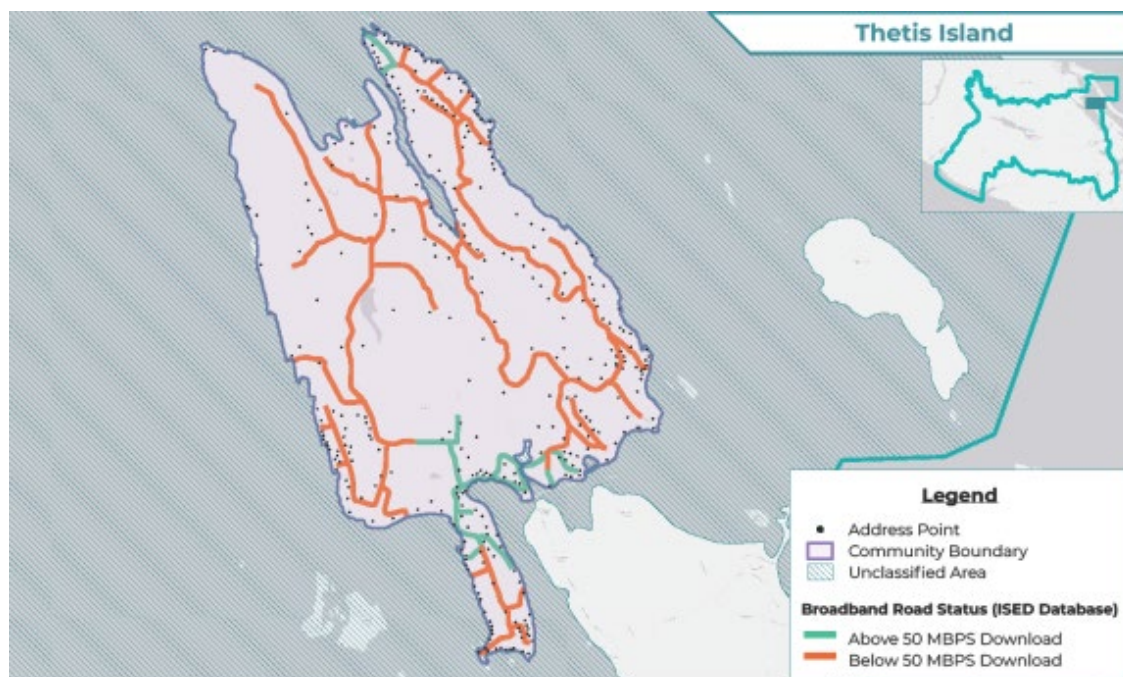 Thetis Island
Legend
Address Point
Community Boundary
Unclassified Area
Broadband Road Status (ISED Database)
Above 50 MBPS Download
Below 50 MBPS Download